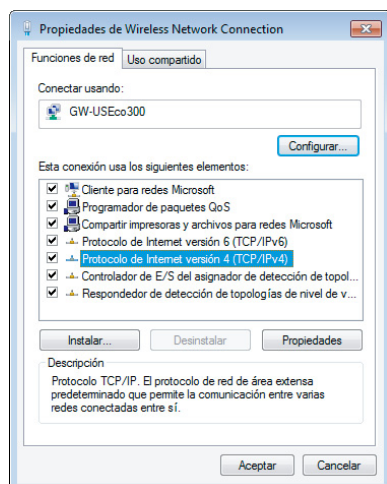 Propiedades de Wireless Network Connection
Funciones de red
Uso compartido
Conectar usando:
GW-USEco300
Configurar...
Esta conexión usa los siguientes elementos:
Cliente para redes Microsoft
Programador de paquetes QoS
Compartir impresoras y archivos para redes Microsoft
Protocolo de Internet versión 6 (TCP/IPv6)
Protocolo de Internet versión 4 (TCP/IPv4)
Controlador de E/S del asignador de detección de topol...
Respondedor de detección de topologías de nivel de v...
Instalar...
Desinstalar
Propiedades
Descripción
Protocolo TCP/IP. El protocolo de red de área extensa
predeterminado que permite la comunicación entre varias
redes conectadas entre sí.
Aceptar
Cancelar